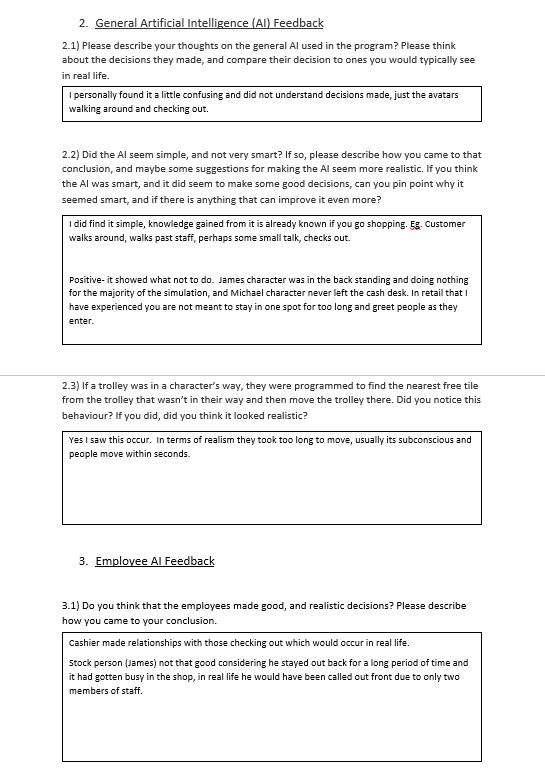 2. General Artificial Intelligence (AI) Feedback
2.1) Please describe your thoughts on the general AI used in the program? Please think
about the decisions they made, and compare their decision to ones you would typically see
in real life.
I personally found it a little confusing and did not understand decisions made, just the avatars
walking around and checking out.
2.2) Did the AI seem simple, and not very smart? If so, please describe how you came to that
conclusion, and maybe some suggestions for making the AI seem more realistic. If you think
the AI was smart, and it did seem to make some good decisions, can you pin point why it
seemed smart, and if there is anything that can improve it even more?
I did find it simple, knowledge gained from it is already known if you go shopping. Eg. Customer
walks around, walks past staff, perhaps some small talk, checks out.
Positive- it showed what not to do. James character was in the back standing and doing nothing
for the majority of the simulation, and Michael character never left the cash desk. In retail that I
have experienced you are not meant to stay in one spot for too long and greet people as they
enter.
2.3) If a trolley was in a character's way, they were programmed to find the nearest free tile
from the trolley that wasn't in their way and then move the trolley there. Did you notice this
behaviour? If you did, did you think it looked realistic?
Yes I saw this occur. In terms of realism they took too long to move, usually its subconscious and
people move within seconds.
3. Employee AI Feedback
3.1) Do you think that the employees made good, and realistic decisions? Please describe
how you came to your conclusion.
Cashier made relationships with those checking out which would occur in real life.
Stock person (James) not that good considering he stayed out back for a long period of time and
it had gotten busy in the shop, in real life he would have been called out front due to only two
members of staff.